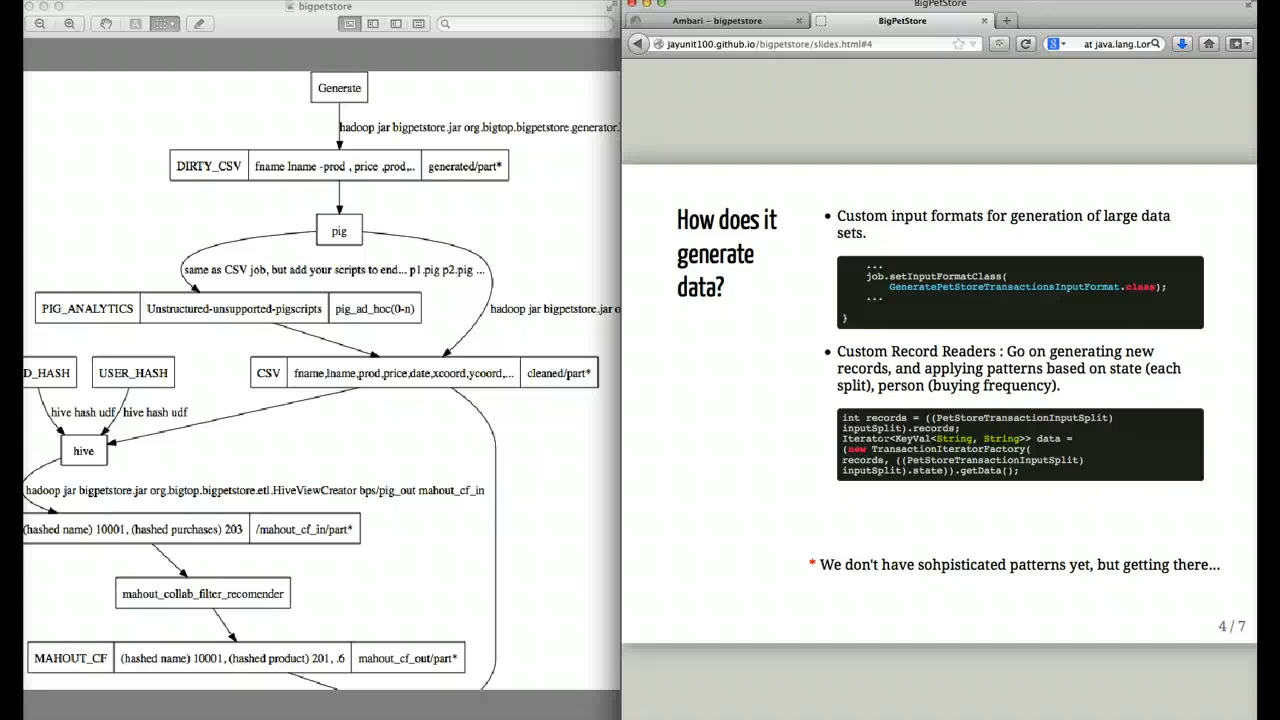 bigpetstore
Generate
hadoop jar bigpetstore.jar org.bigtop.bigpetstore.generator.
DIRTY_CSV
fname lname -prod , price ,prod,..
generated/part*
pig
same as CSV job, but add your scripts to end... p1.pig p2.pig ...
PIG_ANALYTICS
Unstructured-unsupported-pigscripts
pig_ad_hoc(0-n)
hadoop jar bigpetstore.jar o
D_HASH
USER_HASH
CSV
fname,lname,prod,price,date,xcoord,ycoord,...
cleaned/part*
hive hash udf
hive hash udf
hive
hadoop jar bigpetstore.jar org.bigtop.bigpetstore.etl.HiveViewCreator bps/pig_out mahout_cf_in
(hashed name) 10001, (hashed purchases) 203
/mahout_cf_in/part*
mahout_collab_filter_recomender
MAHOUT_CF
(hashed name) 10001, (hashed product) 201, .6
mahout_cf_out/part*
BigPetStore
Ambari – bigpetstore
BigPetStore
jayunit100.github.io/bigpetstore/slides.html#4
at java.lang.Lor
How does it
generate
data?
• Custom input formats for generation of large data
sets.
...
job.setInputFormatClass(
GeneratePetStoreTransactionsInputFormat.class);
...
}
• Custom Record Readers : Go on generating new
records, and applying patterns based on state (each
split), person (buying frequency).
int records = ((PetStoreTransactionInputSplit)
inputSplit).records;
Iterator<KeyVal<String, String>> data =
(new TransactionIteratorFactory(
records, ((PetStoreTransactionInputSplit)
inputSplit).state)).getData();
* We don't have sohpisticated patterns yet, but getting there...
4 / 7